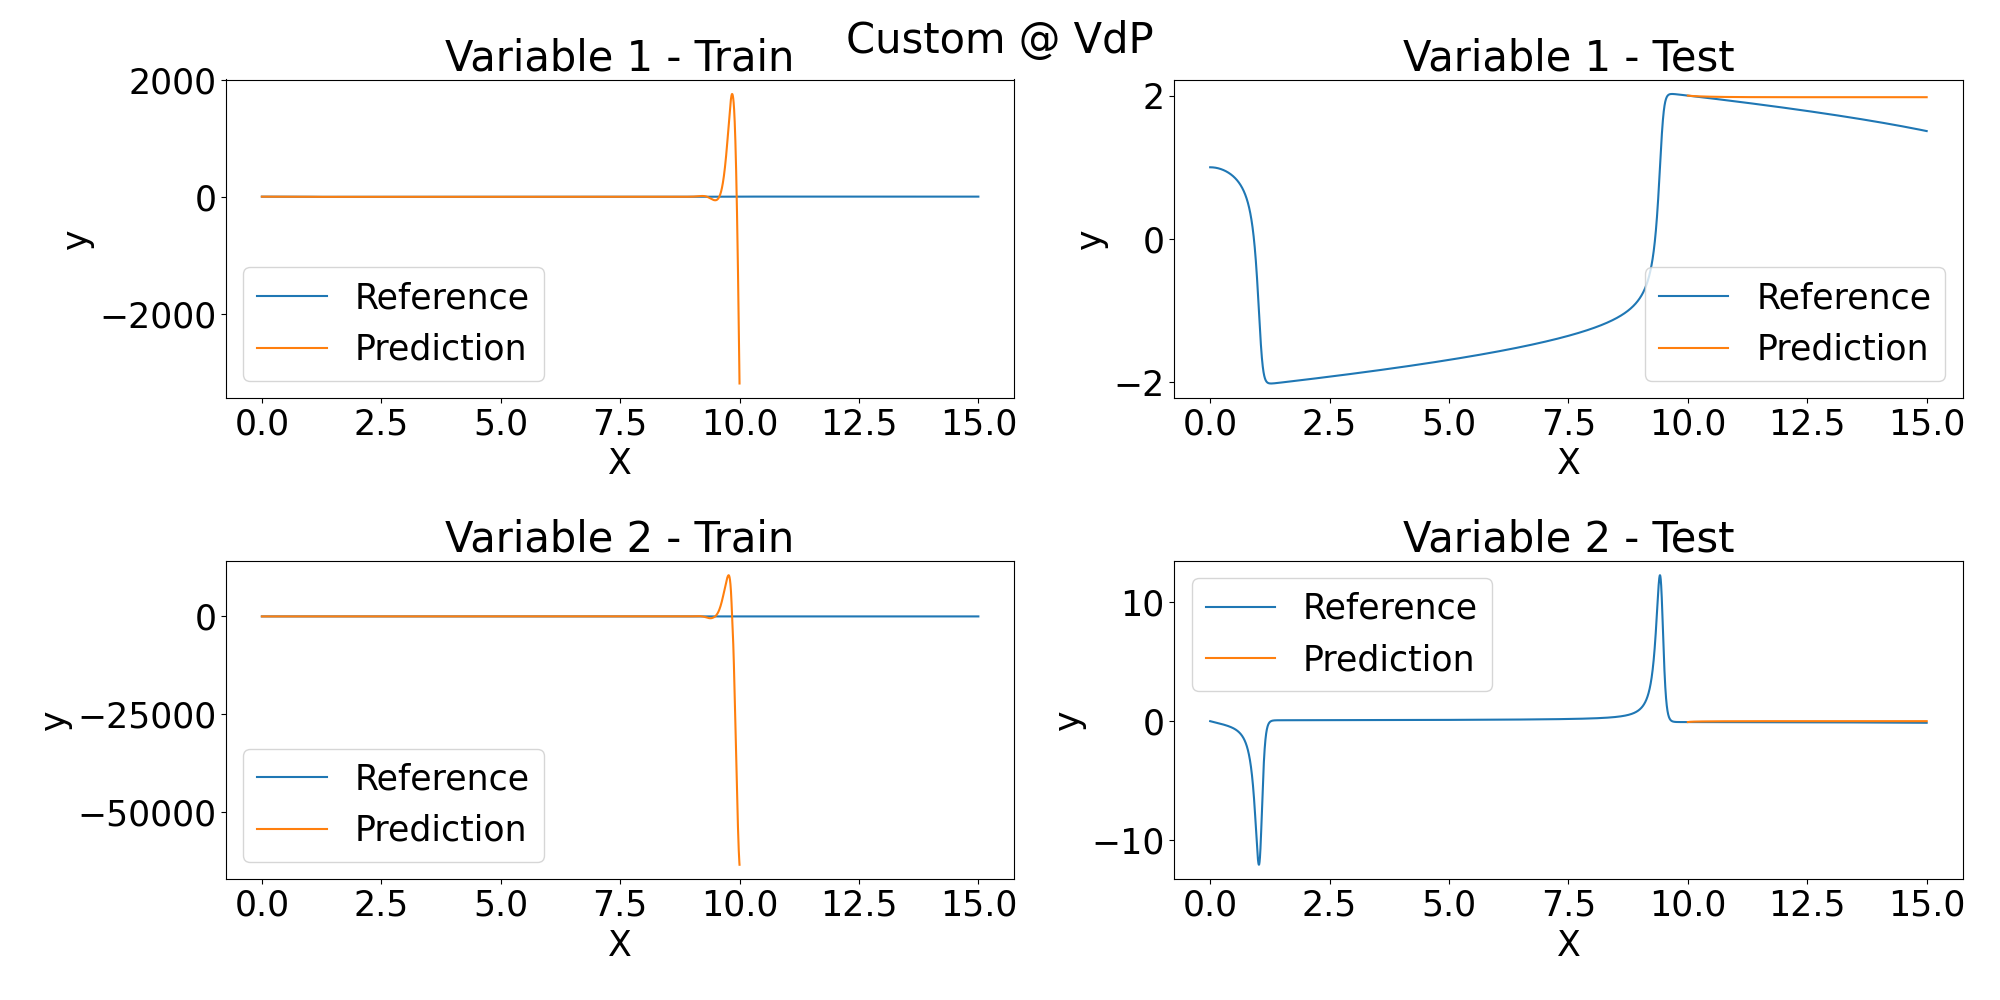 Custom @ VdP
Variable 1 - Train
2000
0
−2000
y
Reference
Prediction
0.0 2.5 5.0 7.5 10.0 12.5 15.0
X
Variable 1 - Test
2
0
−2
y
Reference
Prediction
0.0 2.5 5.0 7.5 10.0 12.5 15.0
X
Variable 2 - Train
0
−25000
−50000
y
Reference
Prediction
0.0 2.5 5.0 7.5 10.0 12.5 15.0
X
Variable 2 - Test
10
0
−10
y
Reference
Prediction
0.0 2.5 5.0 7.5 10.0 12.5 15.0
X